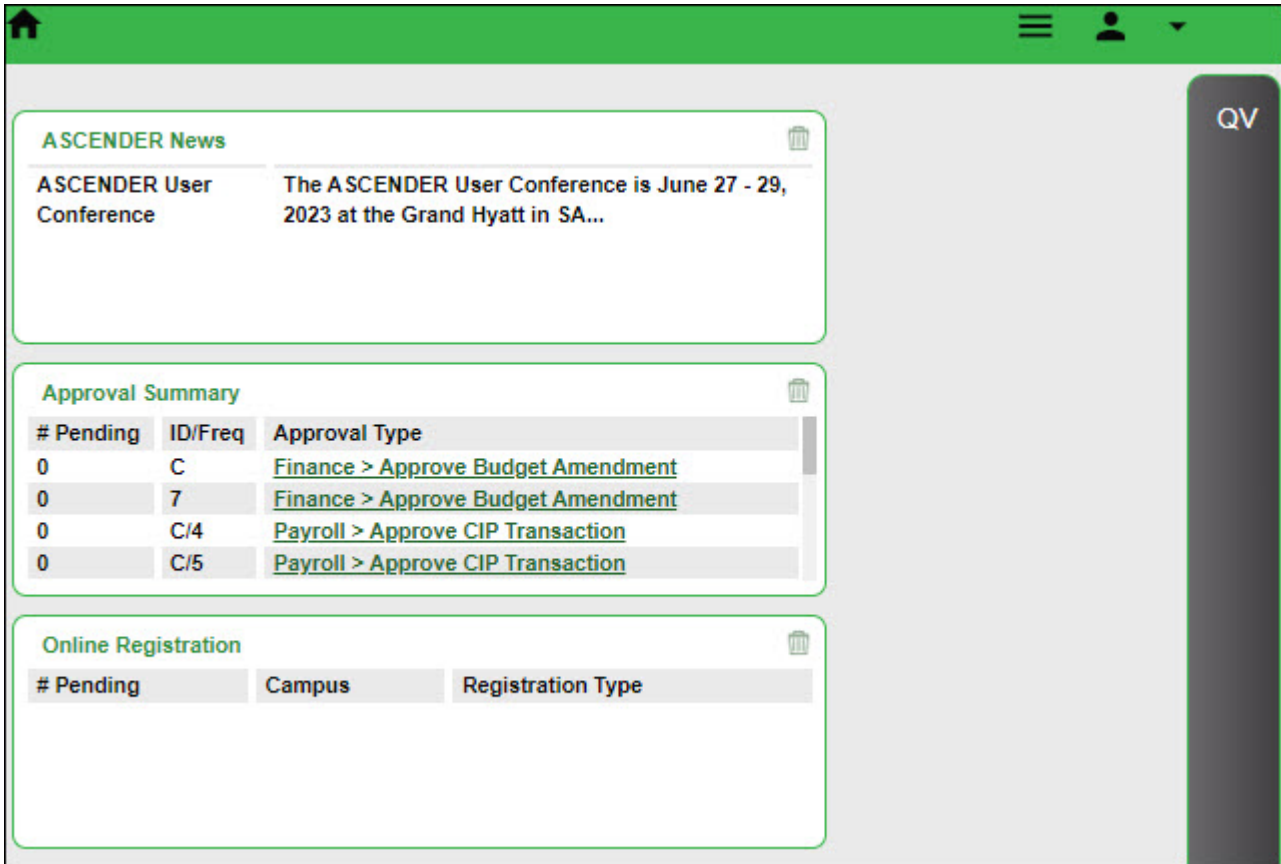 QV
ASCENDER News
ASCENDER User The ASCENDER User Conference is June 27 - 29,
Conference 2023 at the Grand Hyatt in SA...
Approval Summary
# Pending ID/Freq Approval Type
0 C Finance > Approve Budget Amendment
0 7 Finance > Approve Budget Amendment
0 C/4 Payroll > Approve CIP Transaction
0 C/5 Payroll > Approve CIP Transaction
Online Registration
# Pending Campus Registration Type